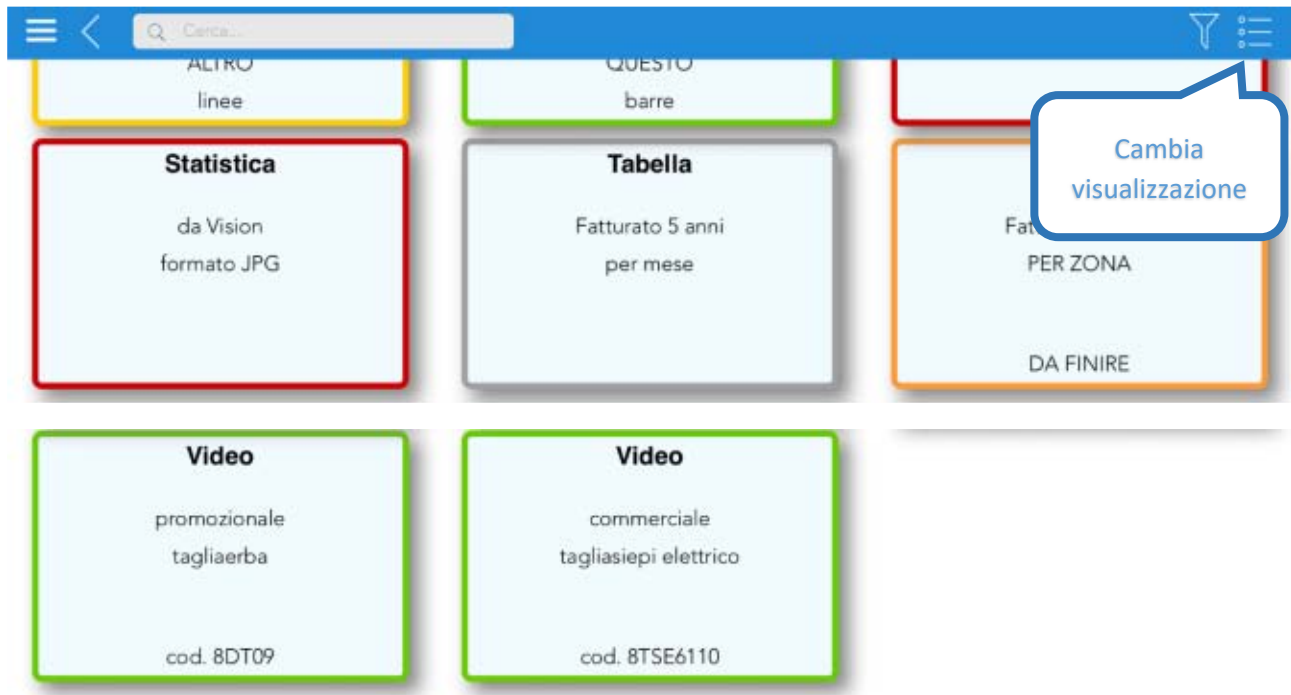 Cerca...
ALTRO
linee
QUESTO
barre
Cambia
visualizzazione
Statistica
da Vision
formato JPG
Tabella
Fatturato 5 anni
per mese
PER ZONA
DA FINIRE
Video
promozionale
tagliaerba
cod. 8DT09
Video
commerciale
tagliasiepi elettrico
cod. 8TSE6110